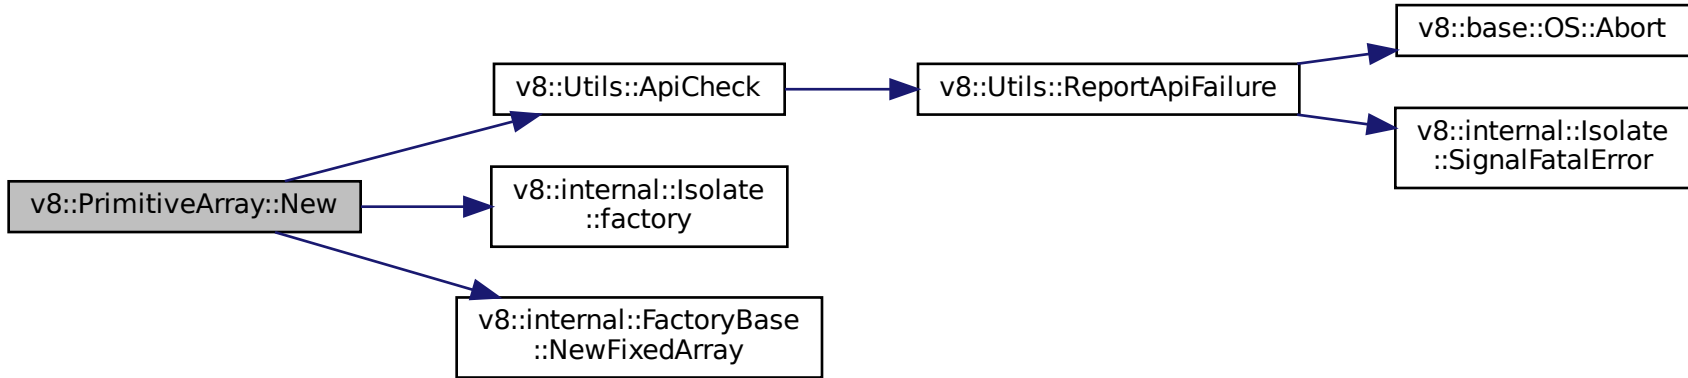 v8::PrimitiveArray::New
v8::Utils::ApiCheck
v8::Utils::ReportApiFailure
v8::base::OS::Abort
v8::internal::Isolate
::SignalFatalError
v8::internal::Isolate
::factory
v8::internal::FactoryBase
::NewFixedArray